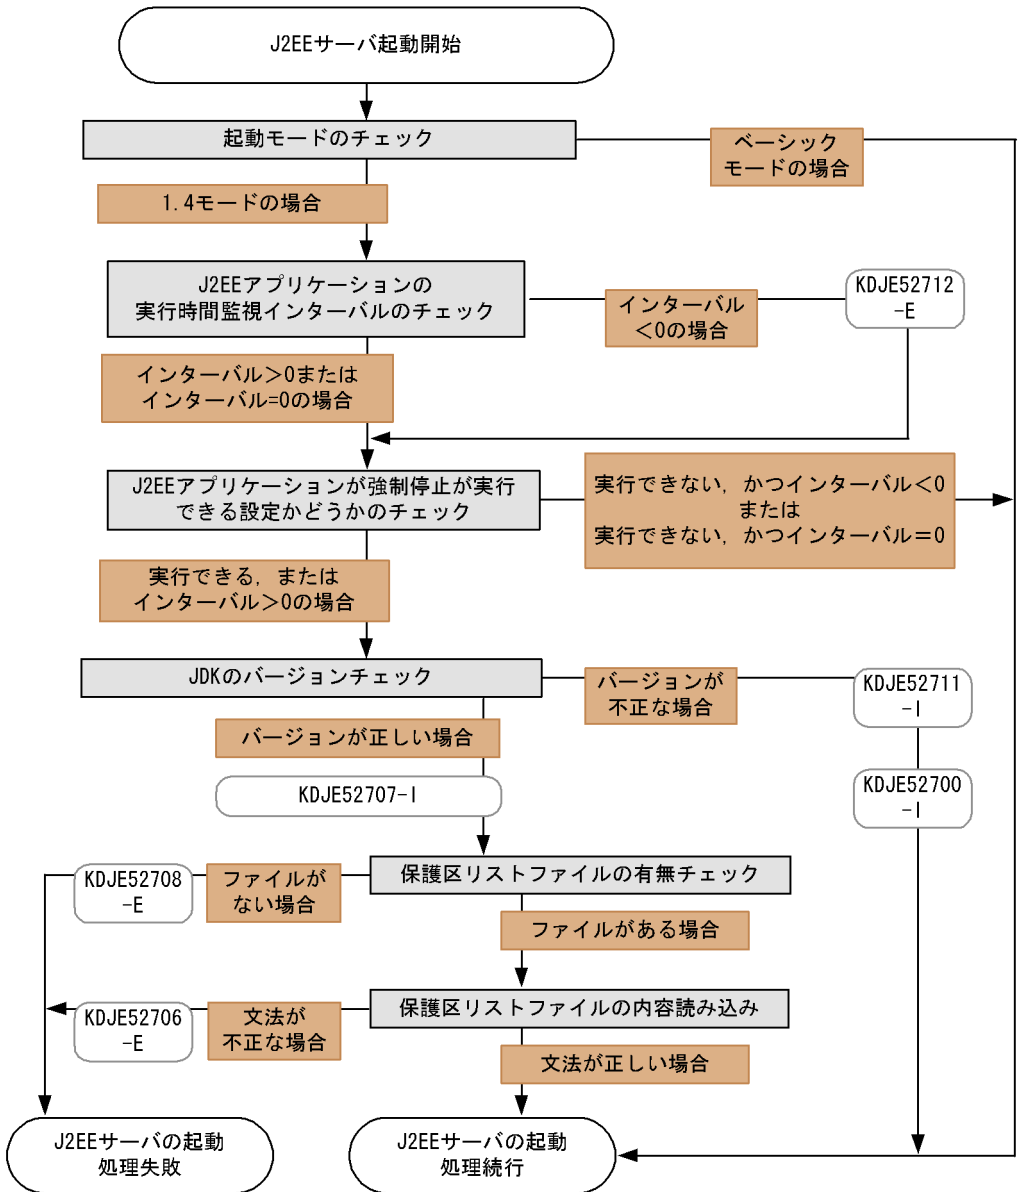 J2EEサーバ起動開始
起動モードのチェック
ベーシック
モードの場合
1.4モードの場合
J2EEアプリケーションの
実行時間監視インターバルのチェック
インターバル
＜0の場合
KDJE52712
-E
インターバル＞0または
インターバル=0の場合
J2EEアプリケーションが強制停止が実行
できる設定かどうかのチェック
実行できない，かつインターバル＜0
または
実行できない，かつインターバル＝0
実行できる，または
インターバル＞0の場合
JDKのバージョンチェック
バージョンが
不正な場合
KDJE52711
-I
バージョンが正しい場合
KDJE52707-I
KDJE52700
-I
保護区リストファイルの有無チェック
ファイルが
ない場合
KDJE52708
-E
ファイルがある場合
保護区リストファイルの内容読み込み
文法が
不正な場合
KDJE52706
-E
文法が正しい場合
J2EEサーバの起動
処理失敗
J2EEサーバの起動
処理続行